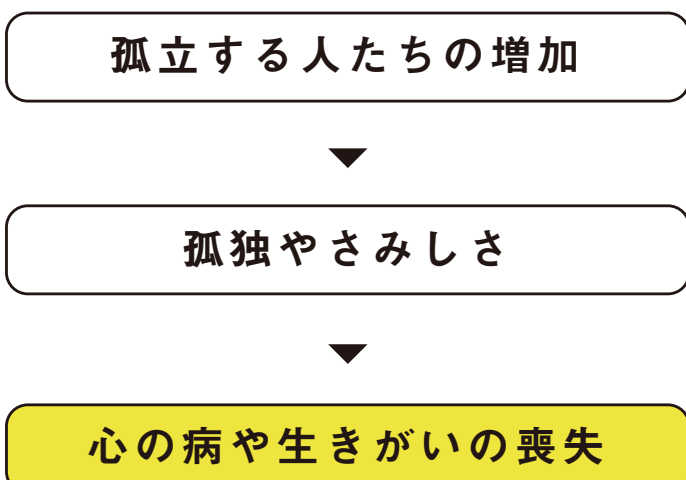 孤立する人たちの増加
孤独やさみしさ
心の病や生きがいの喪失